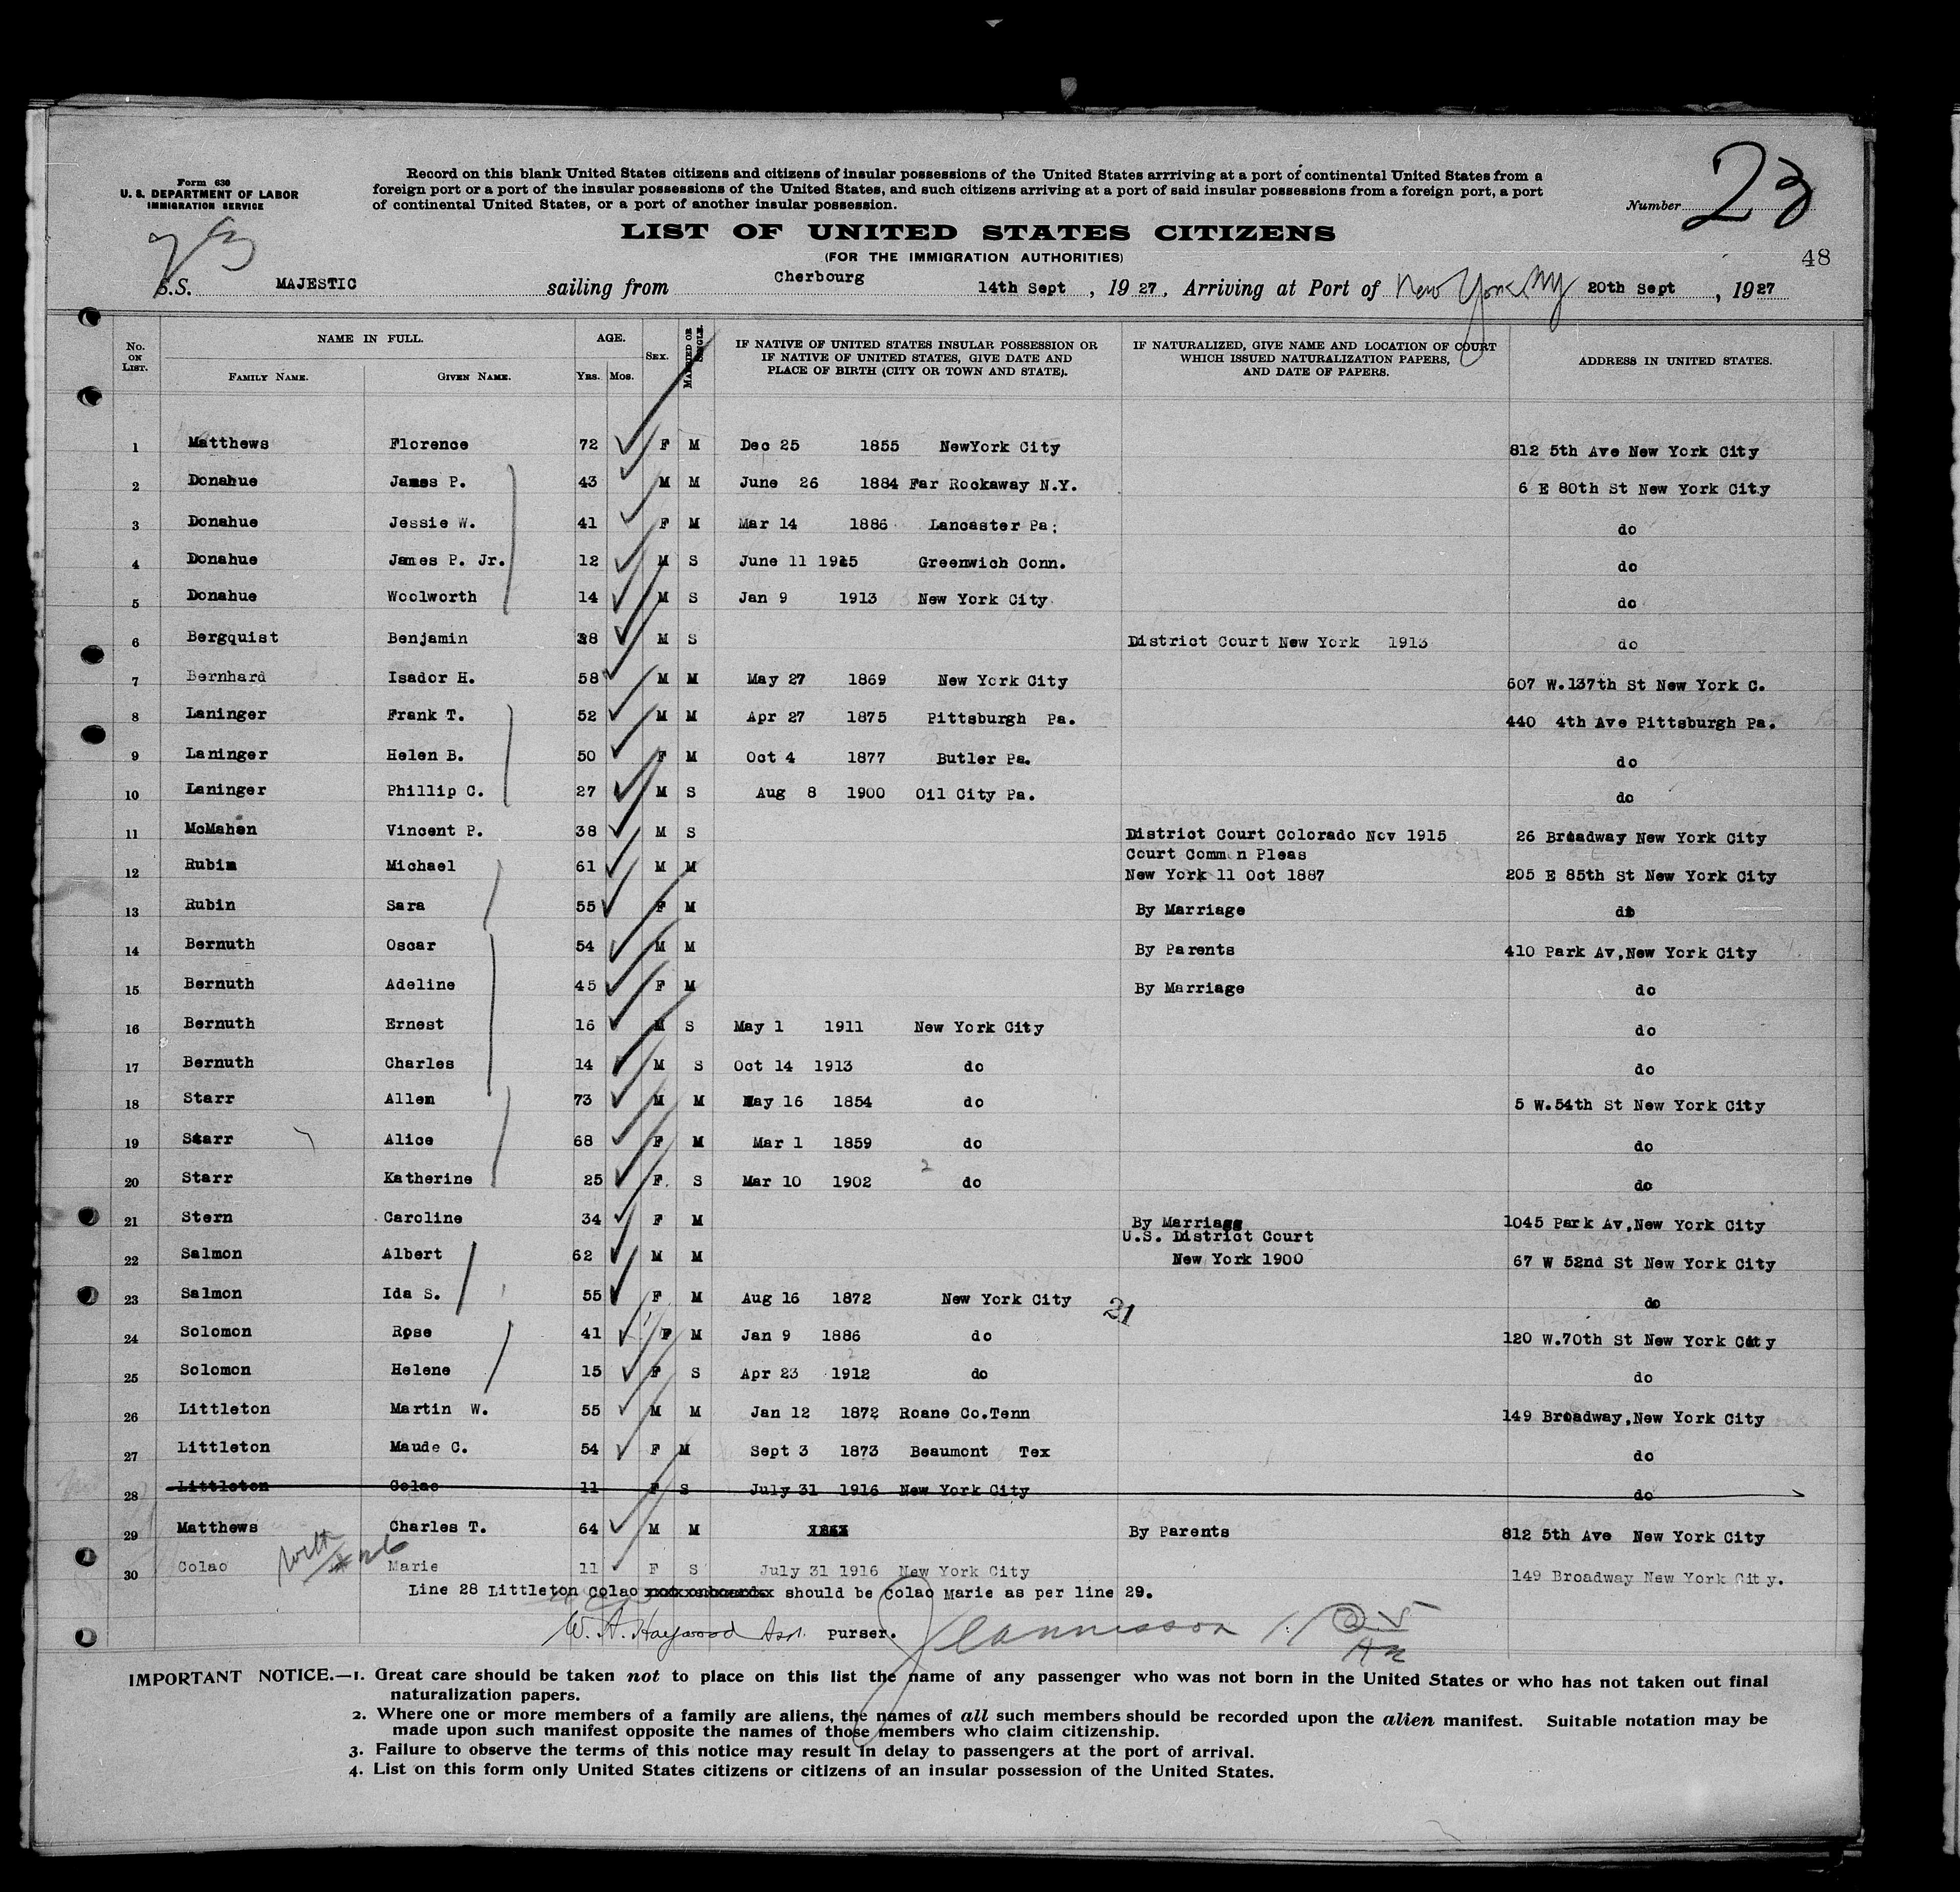 Form 630
U. S. DEPARTMENT OF LABOR
IMMIGRATION SERVICE
Record on this blank United States citizens and citizens of insular possessions of the United States arrriving at a port of continental United States from a
foreign port or a port of the insular possessions of the United States, and such citizens arriving at a port of said insular possessions from a foreign port, a port
of continental United States, or a port of another insular possession.
Number 23
LIST OF UNITED STATES CITIZENS
(FOR THE IMMIGRATION AUTHORITIES)
48
S.S. MAJESTIC sailing from Cherbourg 14th Sept, 1927, Arriving at Port of New York NY 20th Sept, 1927
No. ON LIST. NAME IN FULL. FAMILY NAME. GIVEN NAME. AGE. YRS. MOS. SEX. MARRIED OR SINGLE. IF NATIVE OF UNITED STATES INSULAR POSSESSION OR IF NATIVE OF UNITED STATES, GIVE DATE AND PLACE OF BIRTH (CITY OR TOWN AND STATE). IF NATURALIZED, GIVE NAME AND LOCATION OF COURT WHICH ISSUED NATURALIZATION PAPERS, AND DATE OF PAPERS. ADDRESS IN UNITED STATES.
1 Matthews Florence 72 F M Dec 25 1855 NewYork City 812 5th Ave New York City
2 Donahue James P. 43 M M June 26 1884 Far Rockaway N.Y. 6 E 80th St New York City
3 Donahue Jessie W. 41 F M Mar 14 1886 Lancaster Pa; do
4 Donahue James P. Jr. 12 M S June 11 1915 Greenwich Conn. do
5 Donahue Woolworth 14 M S Jan 9 1913 New York City do
6 Bergquist Benjamin 38 M S District Court New York 1913 do
7 Bernhard Isador H. 58 M M May 27 1869 New York City 607 W.137th St New York C.
8 Laninger Frank T. 52 M M Apr 27 1875 Pittsburgh Pa. 440 4th Ave Pittsburgh Pa.
9 Laninger Helen B. 50 F M Oct 4 1877 Butler Pa. do
10 Laninger Phillip C. 27 M S Aug 8 1900 Oil City Pa. do
11 McMahen Vincent P. 38 M S District Court Colorado Nov 1915 26 Broadway New York City
12 Rubin Michael 61 M M Court Comm n Pleas New York 11 Oct 1887 205 E 85th St New York City
13 Rubin Sara 55 F M By Marriage do
14 Bernuth Oscar 54 M M By Parents 410 Park Av,New York City
15 Bernuth Adeline 45 F M By Marriage do
16 Bernuth Ernest 16 M S May 1 1911 New York City do
17 Bernuth Charles 14 M S Oct 14 1913 do do
18 Starr Allen 73 M M May 16 1854 do 5 W.54th St New York City
19 Starr Alice 68 F M Mar 1 1859 do do
20 Starr Katherine 25 F. S Mar 10 1902 do do
21 Stern Caroline 34 F M By Marriage 1045 Park Av,New York City
22 Salmon Albert 62 M M U.S. District Court New York 1900 67 W 52nd St New York City
23 Salmon Ida S. 55 F M Aug 16 1872 New York City 21 do
24 Solomon Rose 41 F M Jan 9 1886 do 120 W.70th St New York City
25 Solomon Helene 15 F S Apr 23 1912 do do
26 Littleton Martin W. 55 M M Jan 12 1872 Roane Co.Tenn 149 Broadway,New York City
27 Littleton Maude C. 54 F M Sept 3 1873 Beaumont Tex do
28 Littleton Colao 11 F S July 31 1916 New York City do
29 Matthews Charles T. 64 M M By Parents 812 5th Ave New York City
30 Colao with #26 Marie 11 F S July 31 1916 New York City 149 Broadway New York City.
Line 28 Littleton Colao not on board should be Colao Marie as per line 29.
W. A. Haywood Asst. purser.
IMPORTANT NOTICE.—1. Great care should be taken not to place on this list the name of any passenger who was not born in the United States or who has not taken out final
naturalization papers.
2. Where one or more members of a family are aliens, the names of all such members should be recorded upon the alien manifest. Suitable notation may be
made upon such manifest opposite the names of those members who claim citizenship.
3. Failure to observe the terms of this notice may result in delay to passengers at the port of arrival.
4. List on this form only United States citizens or citizens of an insular possession of the United States.